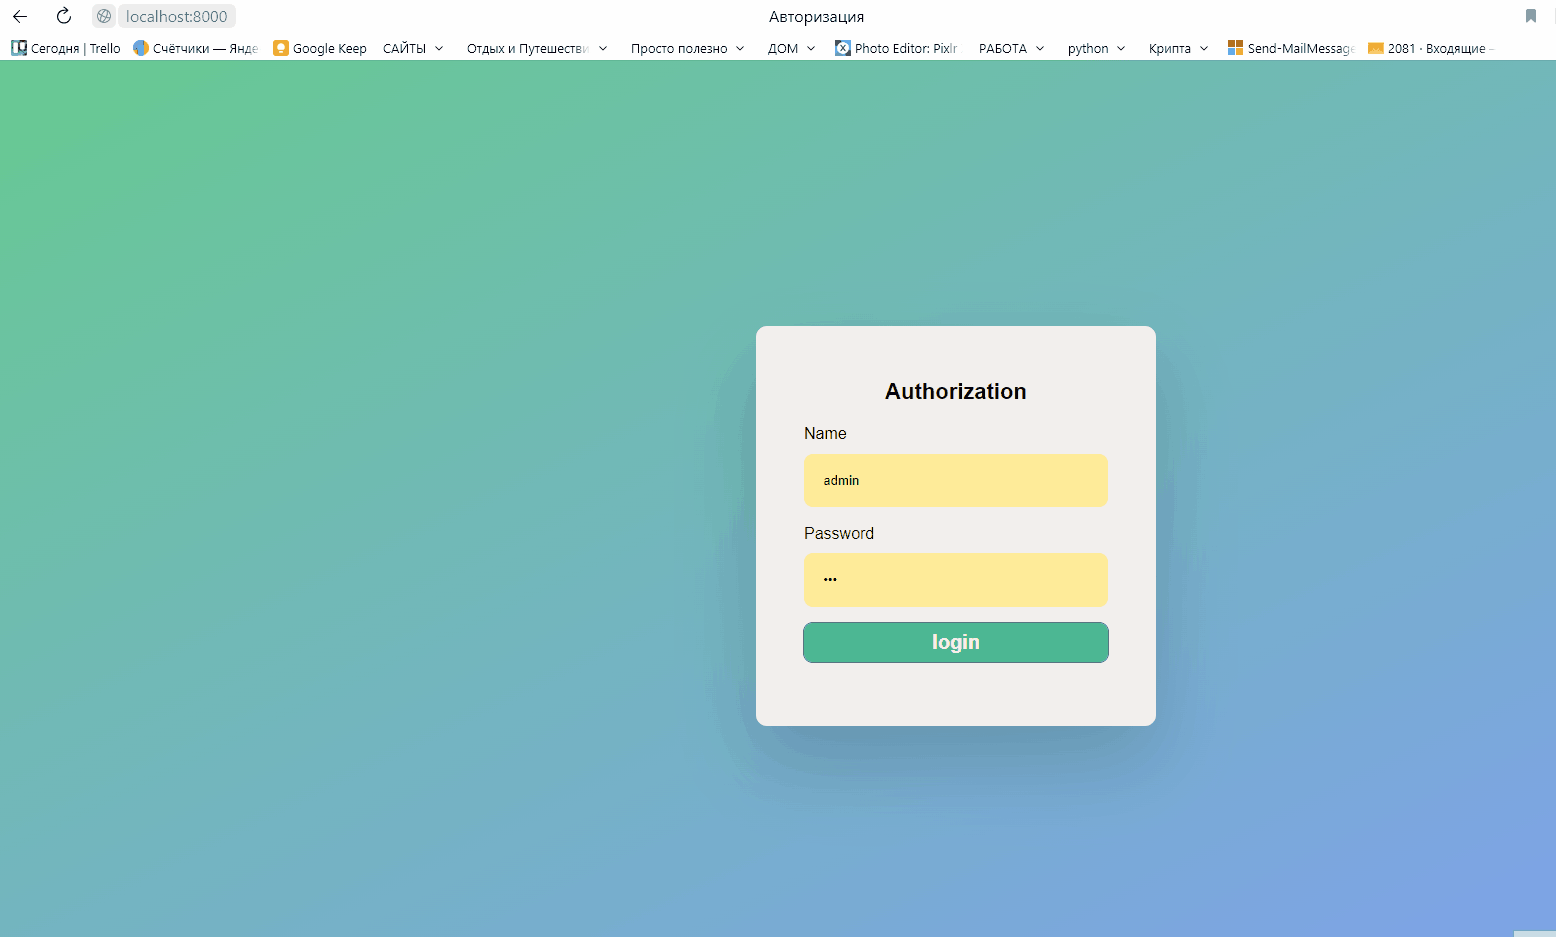 localhost:8000 Авторизация
Сегодня | Trello Счётчики — Янде Google Keep САЙТЫ Отдых и Путешестви Просто полезно ДОМ Photo Editor: Pixlr РАБОТА python Крипта Send-MailMessage 2081 · Входящие –
Authorization
Name
admin
Password
•••
login